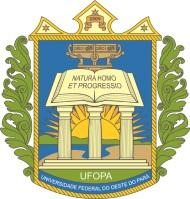 NATURA HOMO
ET PROGRESSIO
UFOPA
UNIVERSIDADE FEDERAL DO OESTE DO PARÁ